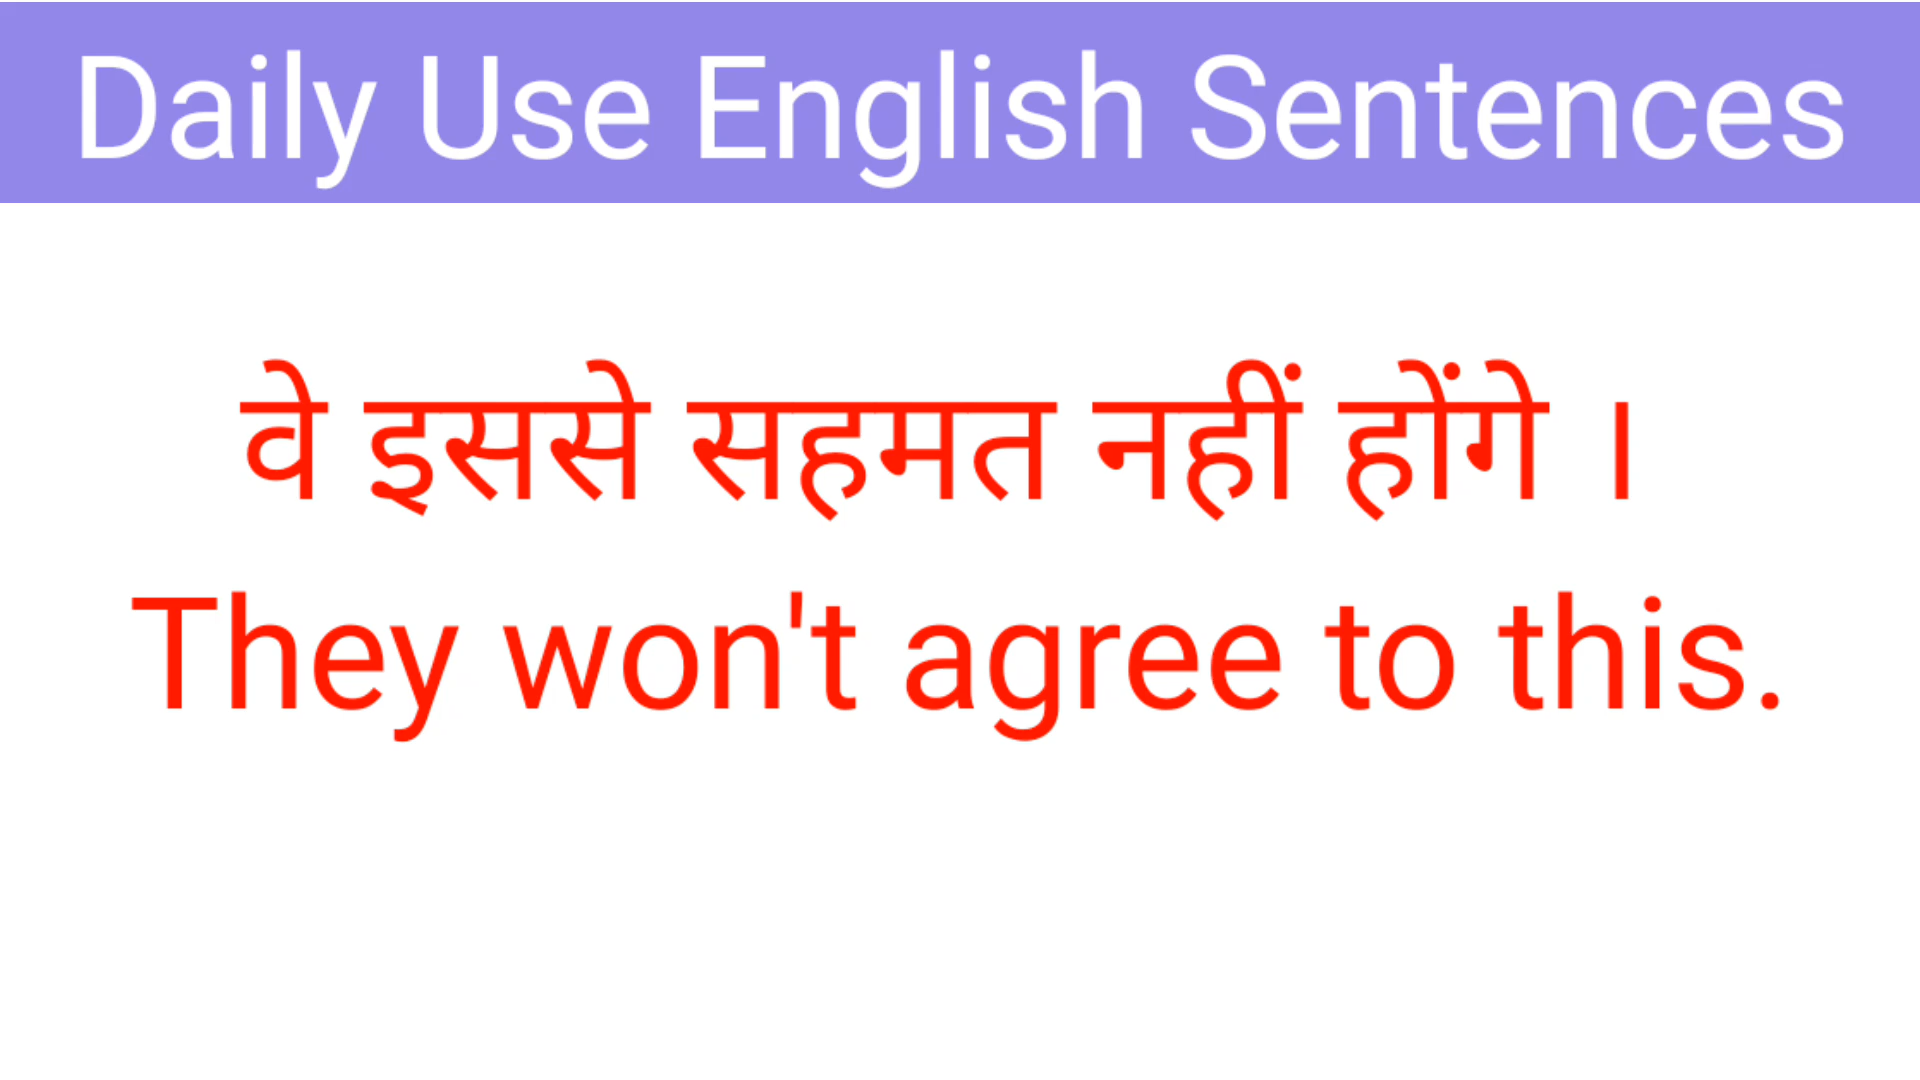 Daily Use English Sentences
वे इससे सहमत नहीं होंगे ।
They won't agree to this.